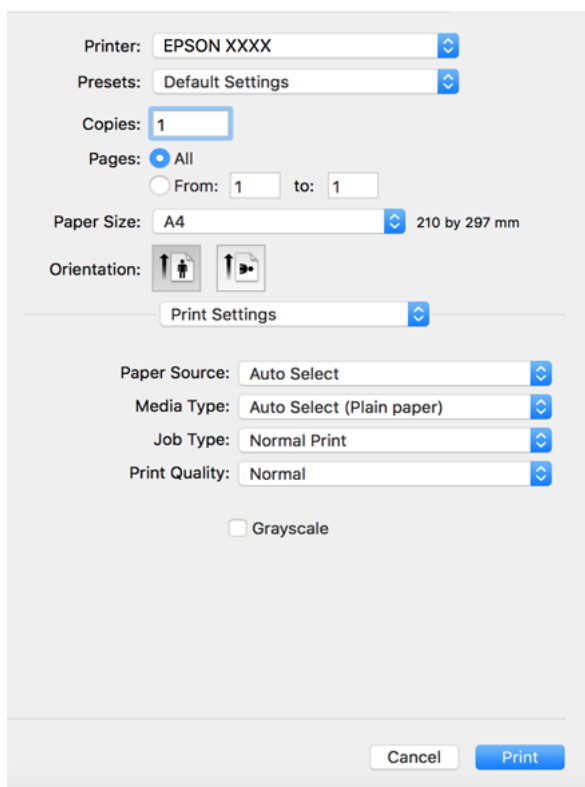 Printer: EPSON XXXX
Presets: Default Settings
Copies: 1
Pages: All
From: 1 to: 1
Paper Size: A4 210 by 297 mm
Orientation:
Print Settings
Paper Source: Auto Select
Media Type: Auto Select (Plain paper)
Job Type: Normal Print
Print Quality: Normal
Grayscale
Cancel Print